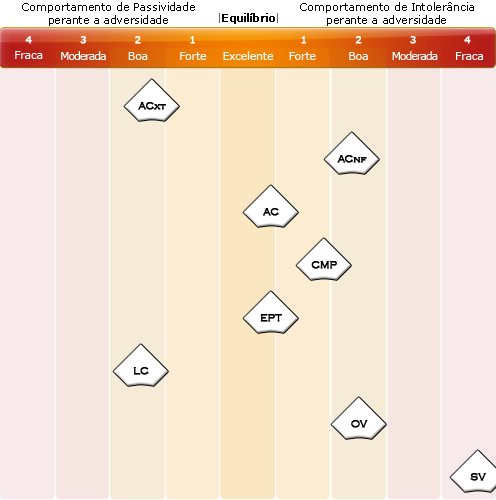 Comportamento de Passividade
perante a adversidade
|Equilíbrio|
Comportamento de Intolerância
perante a adversidade
4 3 2 1 1 2 3 4
Fraca Moderada Boa Forte Excelente Forte Boa Moderada Fraca
ACXT
ACNF
AC
CMP
EPT
LC
OV
SV